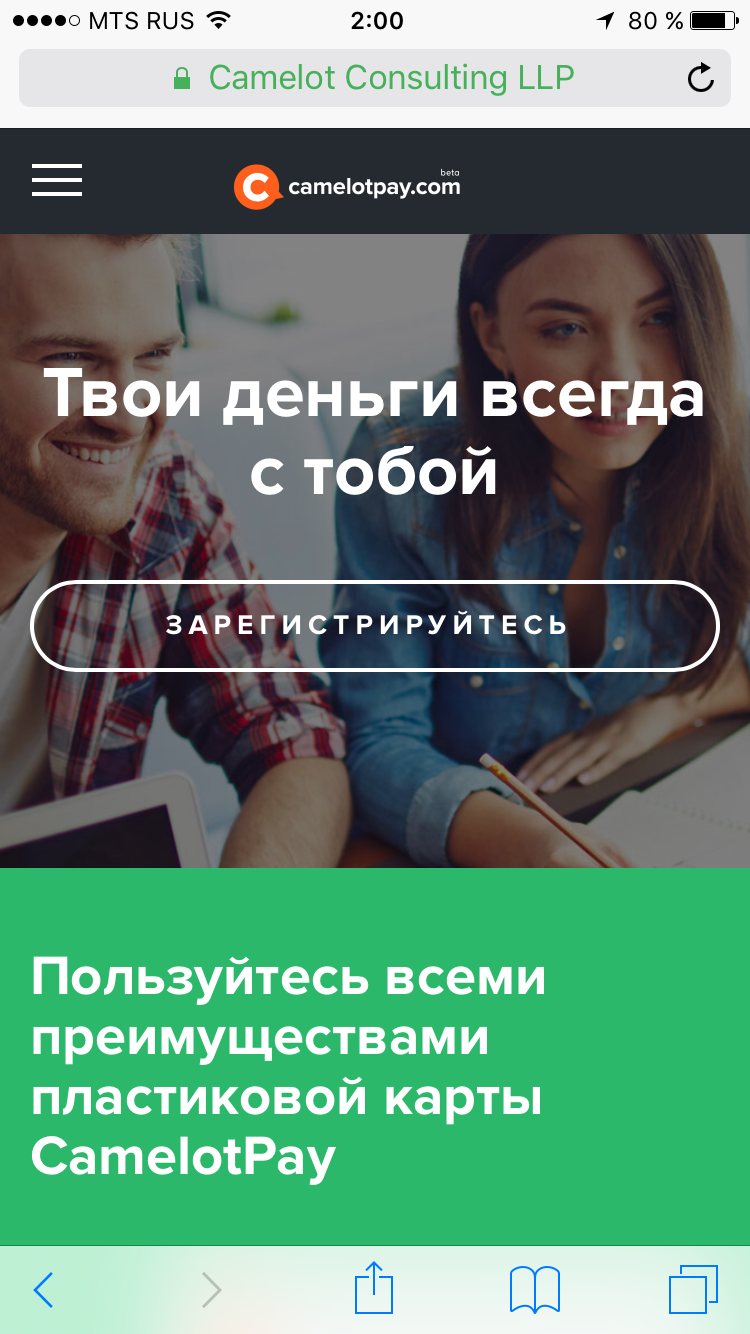 MTS RUS 2:00 80 %
Camelot Consulting LLP
beta
C camelotpay.com
Твои деньги всегда
с тобой
ЗАРЕГИСТРИРУЙТЕСЬ
Пользуйтесь всеми
преимуществами
пластиковой карты
CamelotPay